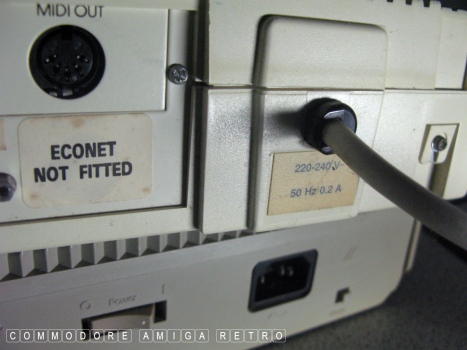 MIDI OUT
ECONET
NOT FITTED
220-240 V~
50 Hz 0.2 A
O Power I
COMMODORE AMIGA RETRO